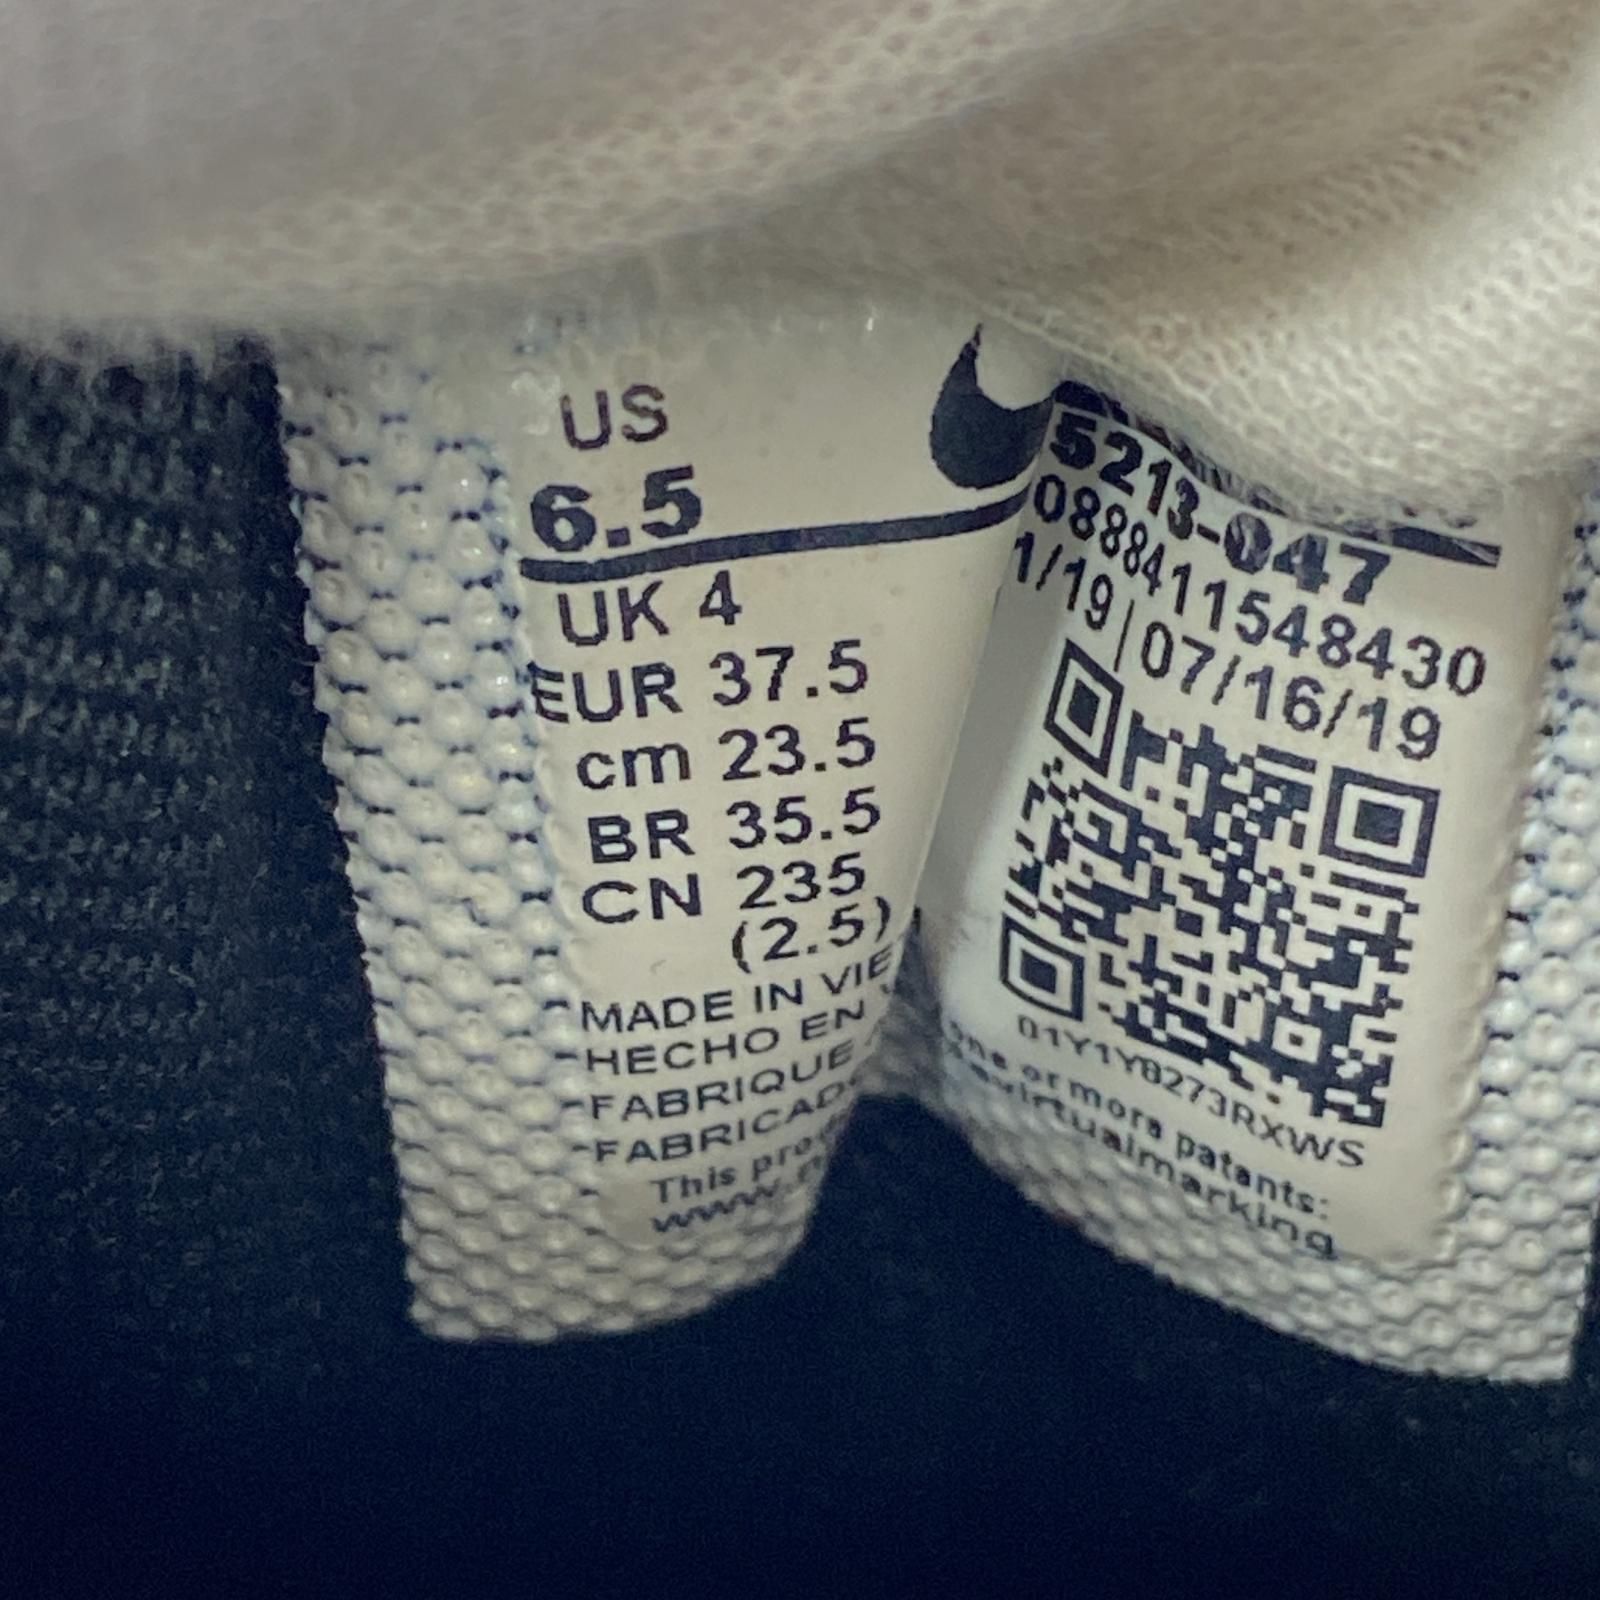 US
6.5
UK 4
EUR 37.5
cm 23.5
BR 35.5
CN 235
(2.5)
MADE IN VIE
HECHO EN
FABRIQUE
FABRICAD
This pro
www.
5213-047
0888411548430
1/19 | 07/16/19
01Y1Y8273RXWS
one or more patents:
virtualmarking